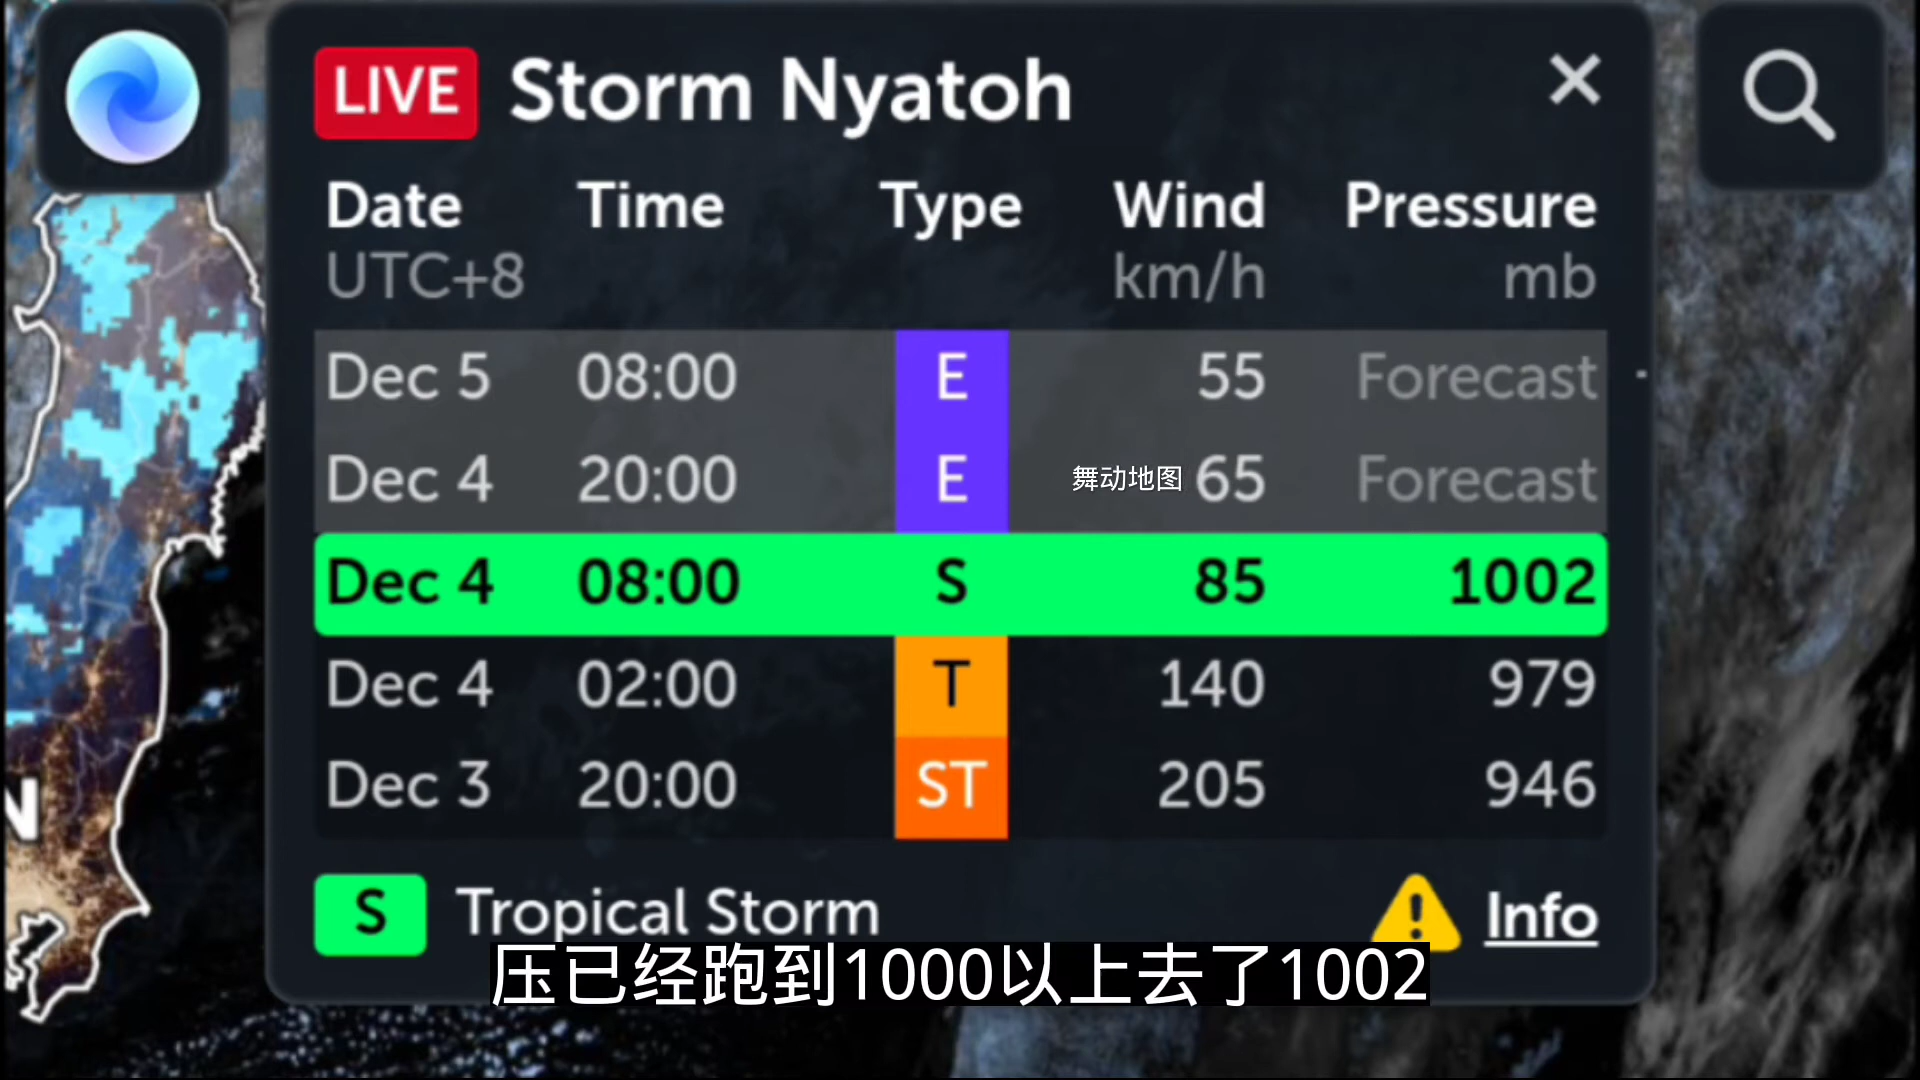 LIVE Storm Nyatoh
Date Time Type Wind Pressure
UTC+8 km/h mb
Dec 5 08:00 E 55 Forecast
Dec 4 20:00 E 舞动地图 65 Forecast
Dec 4 08:00 S 85 1002
Dec 4 02:00 T 140 979
Dec 3 20:00 ST 205 946
S Tropical Storm Info
压已经跑到1000以上去了1002
N